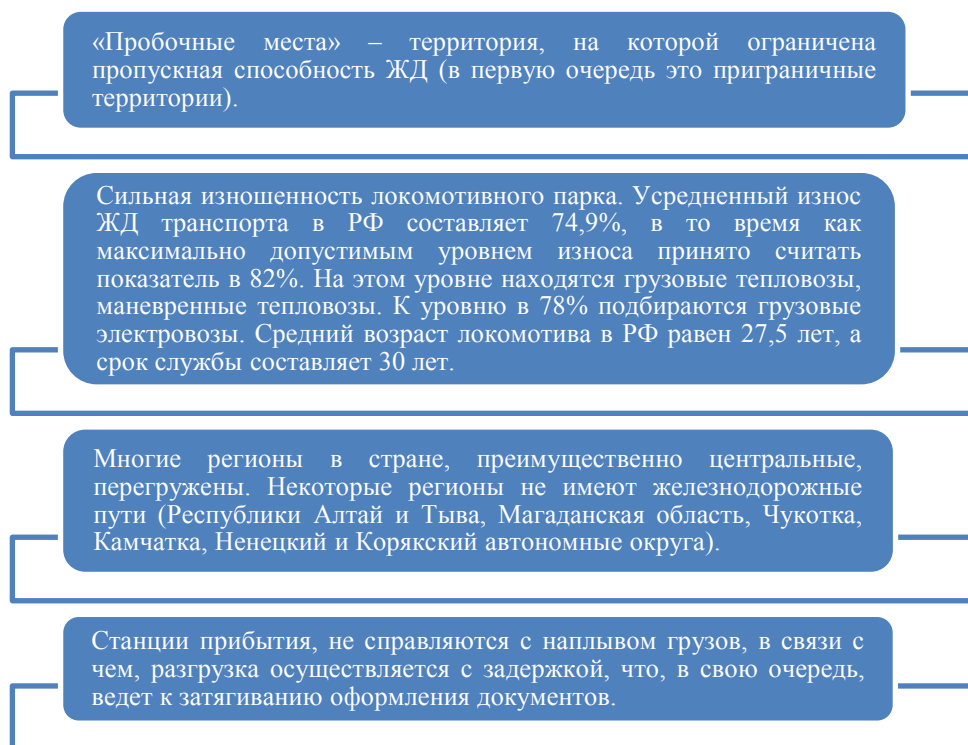 «Пробочные места» – территория, на которой ограничена
пропускная способность ЖД (в первую очередь это приграничные
территории).
Сильная изношенность локомотивного парка. Усредненный износ
ЖД транспорта в РФ составляет 74,9%, в то время как
максимально допустимым уровнем износа принято считать
показатель в 82%. На этом уровне находятся грузовые тепловозы,
маневренные тепловозы. К уровню в 78% подбираются грузовые
электровозы. Средний возраст локомотива в РФ равен 27,5 лет, а
срок службы составляет 30 лет.
Многие регионы в стране, преимущественно центральные,
перегружены. Некоторые регионы не имеют железнодорожные
пути (Республики Алтай и Тыва, Магаданская область, Чукотка,
Камчатка, Ненецкий и Корякский автономные округа).
Станции прибытия, не справляются с наплывом грузов, в связи с
чем, разгрузка осуществляется с задержкой, что, в свою очередь,
ведет к затягиванию оформления документов.